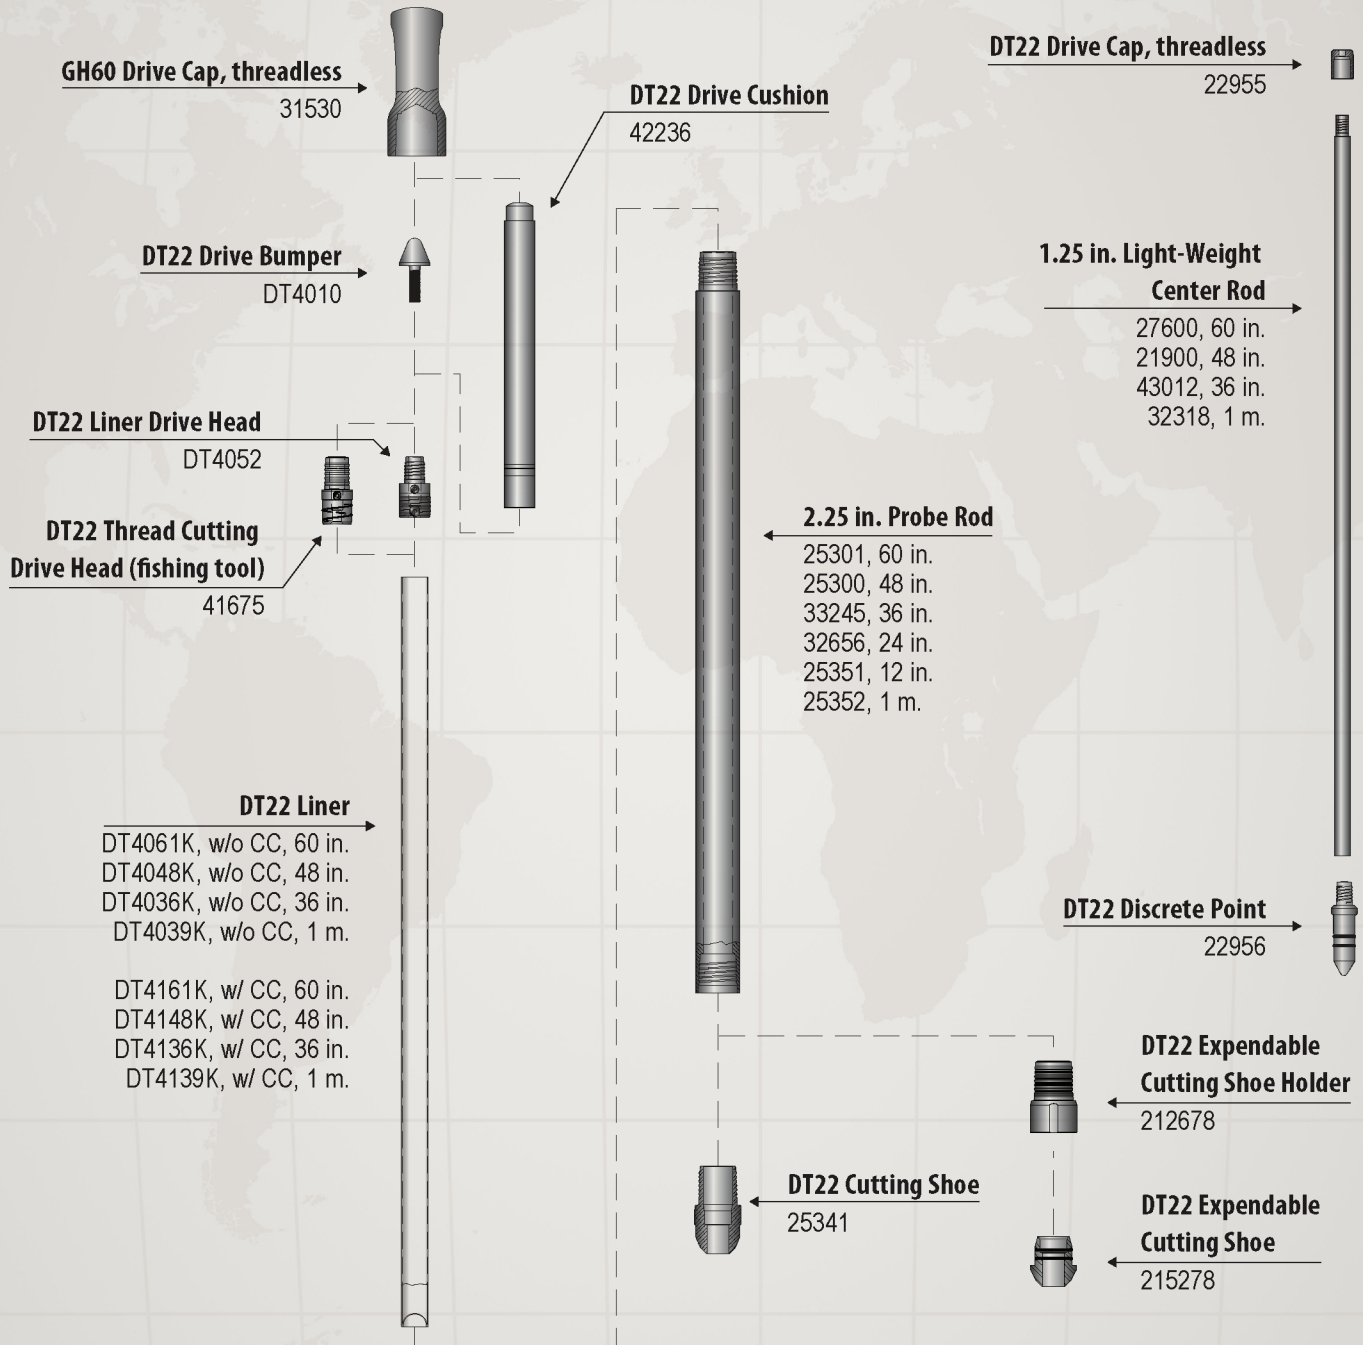 GH60 Drive Cap, threadless
31530
DT22 Drive Cushion
42236
DT22 Drive Cap, threadless
22955
DT22 Drive Bumper
DT4010
1.25 in. Light-Weight
Center Rod
27600, 60 in.
21900, 48 in.
43012, 36 in.
32318, 1 m.
DT22 Liner Drive Head
DT4052
DT22 Thread Cutting
Drive Head (fishing tool)
41675
2.25 in. Probe Rod
25301, 60 in.
25300, 48 in.
33245, 36 in.
32656, 24 in.
25351, 12 in.
25352, 1 m.
DT22 Liner
DT4061K, w/o CC, 60 in.
DT4048K, w/o CC, 48 in.
DT4036K, w/o CC, 36 in.
DT4039K, w/o CC, 1 m.
DT4161K, w/ CC, 60 in.
DT4148K, w/ CC, 48 in.
DT4136K, w/ CC, 36 in.
DT4139K, w/ CC, 1 m.
DT22 Discrete Point
22956
DT22 Expendable
Cutting Shoe Holder
212678
DT22 Cutting Shoe
25341
DT22 Expendable
Cutting Shoe
215278